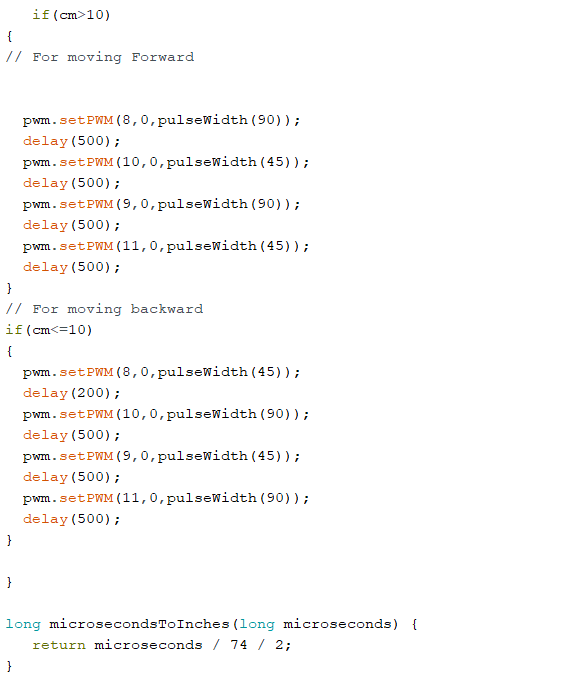 if(cm>10)
{
// For moving Forward
pwm.setPWM(8,0,pulseWidth(90));
delay(500);
pwm.setPWM(10,0,pulseWidth(45));
delay(500);
pwm.setPWM(9,0,pulseWidth(90));
delay(500);
pwm.setPWM(11,0,pulseWidth(45));
delay(500);
}
// For moving backward
if(cm<=10)
{
pwm.setPWM(8,0,pulseWidth(45));
delay(200);
pwm.setPWM(10,0,pulseWidth(90));
delay(500);
pwm.setPWM(9,0,pulseWidth(45));
delay(500);
pwm.setPWM(11,0,pulseWidth(90));
delay(500);
}
}
long microsecondsToInches(long microseconds) {
return microseconds / 74 / 2;
}